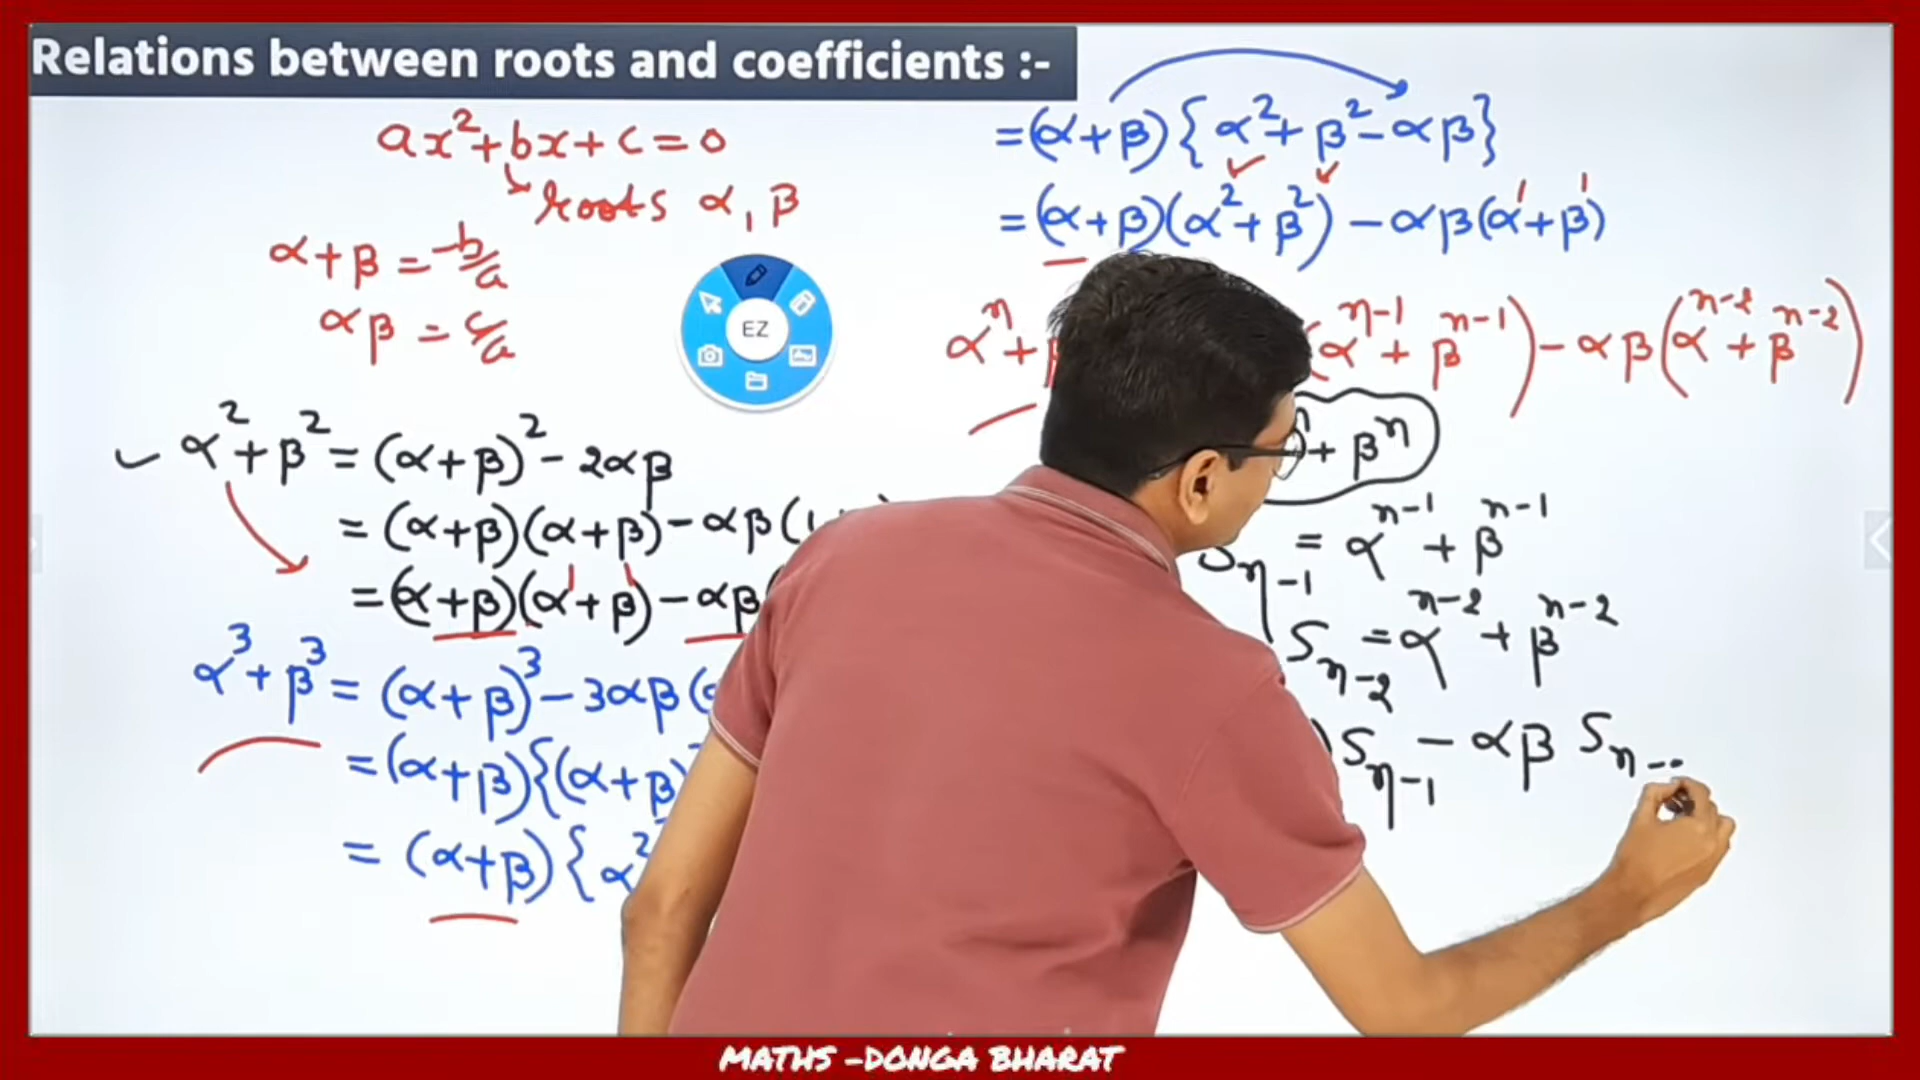 Relations between roots and coefficients :-
ax²+bx+c=0
roots α, β
α+β = -b/a
αβ = c/a
EZ
α²+β² = (α+β)² - 2αβ
= (α+β)(α+β) - αβ(1
= (α+β)(α¹+β¹) - αβ
α³+β³ = (α+β)³ - 3αβ(
= (α+β){(α+β)
= (α+β){α²
= (α+β){α²+β²-αβ}
= (α+β)(α²+β²) - αβ(α¹+β¹)
αⁿ+β (αⁿ⁻¹+βⁿ⁻¹) - αβ(αⁿ⁻²+βⁿ⁻²)
+ βⁿ
Sₙ₋₁ = αⁿ⁻¹ + βⁿ⁻¹
Sₙ₋₂ = αⁿ⁻² + βⁿ⁻²
) Sₙ₋₁ - αβ Sₙ₋
MATHS -DONGA BHARAT